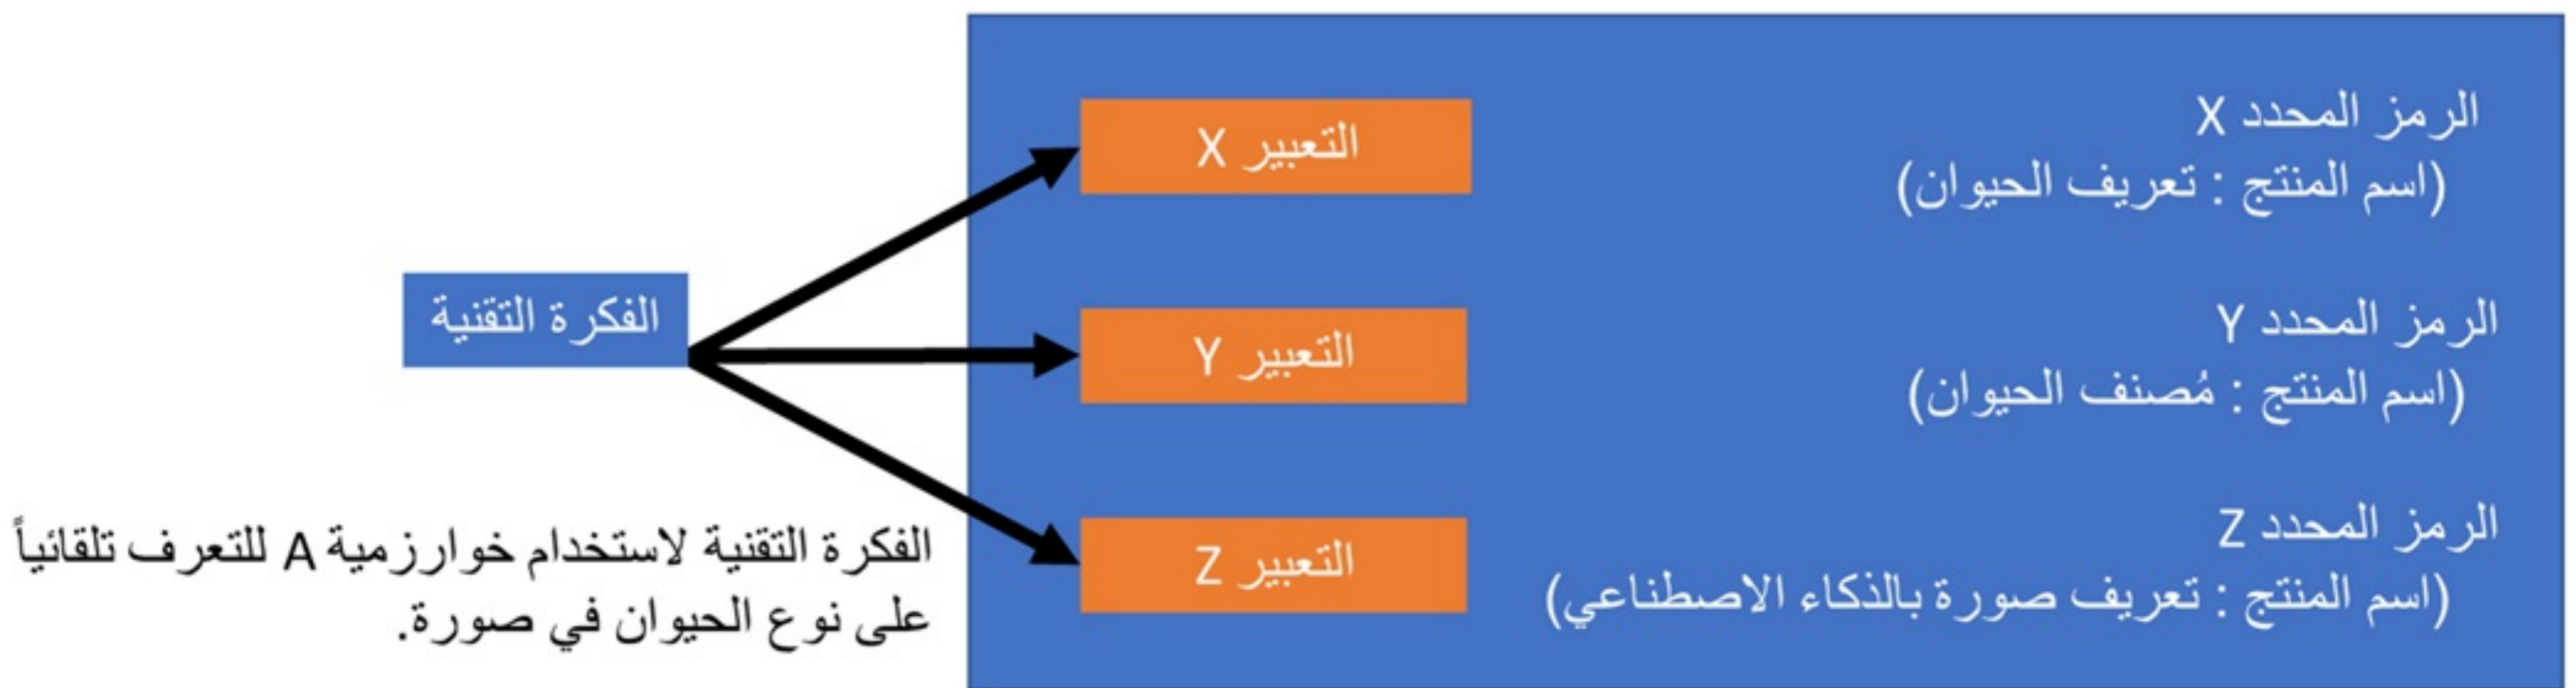 الرمز المحدد X
(اسم المنتج : تعريف الحيوان)
التعبير X
الرمز المحدد Y
(اسم المنتج : مُصنف الحيوان)
التعبير Y
الفكرة التقنية
الرمز المحدد Z
(اسم المنتج : تعريف صورة بالذكاء الاصطناعي)
التعبير Z
الفكرة التقنية لاستخدام خوارزمية A للتعرف تلقائياً
على نوع الحيوان في صورة.